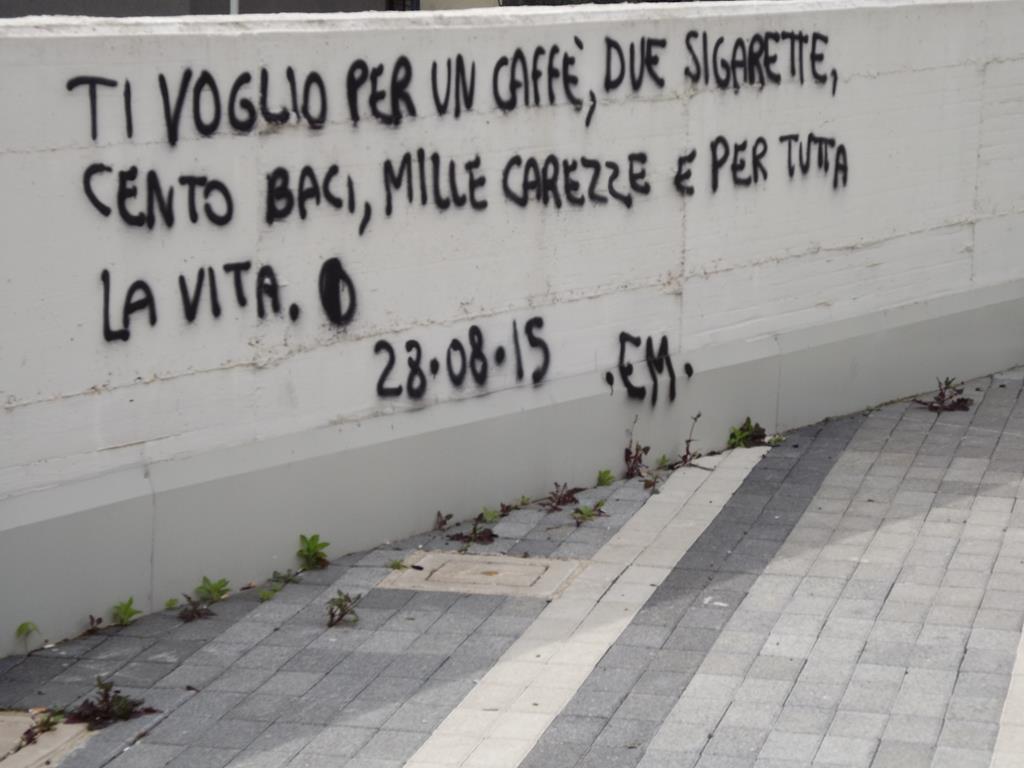 TI VOGLIO PER UN CAFFÈ, DUE SIGARETTE,
CENTO BACI, MILLE CAREZZE E PER TUTTA
LA VITA.
28.08.15 .EM.